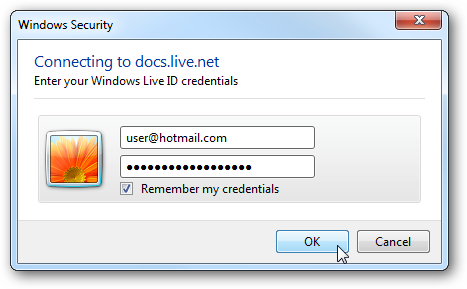 Windows Security
Connecting to docs.live.net
Enter your Windows Live ID credentials
user@hotmail.com
●●●●●●●●●●●●●●●●●●
Remember my credentials
OK
Cancel